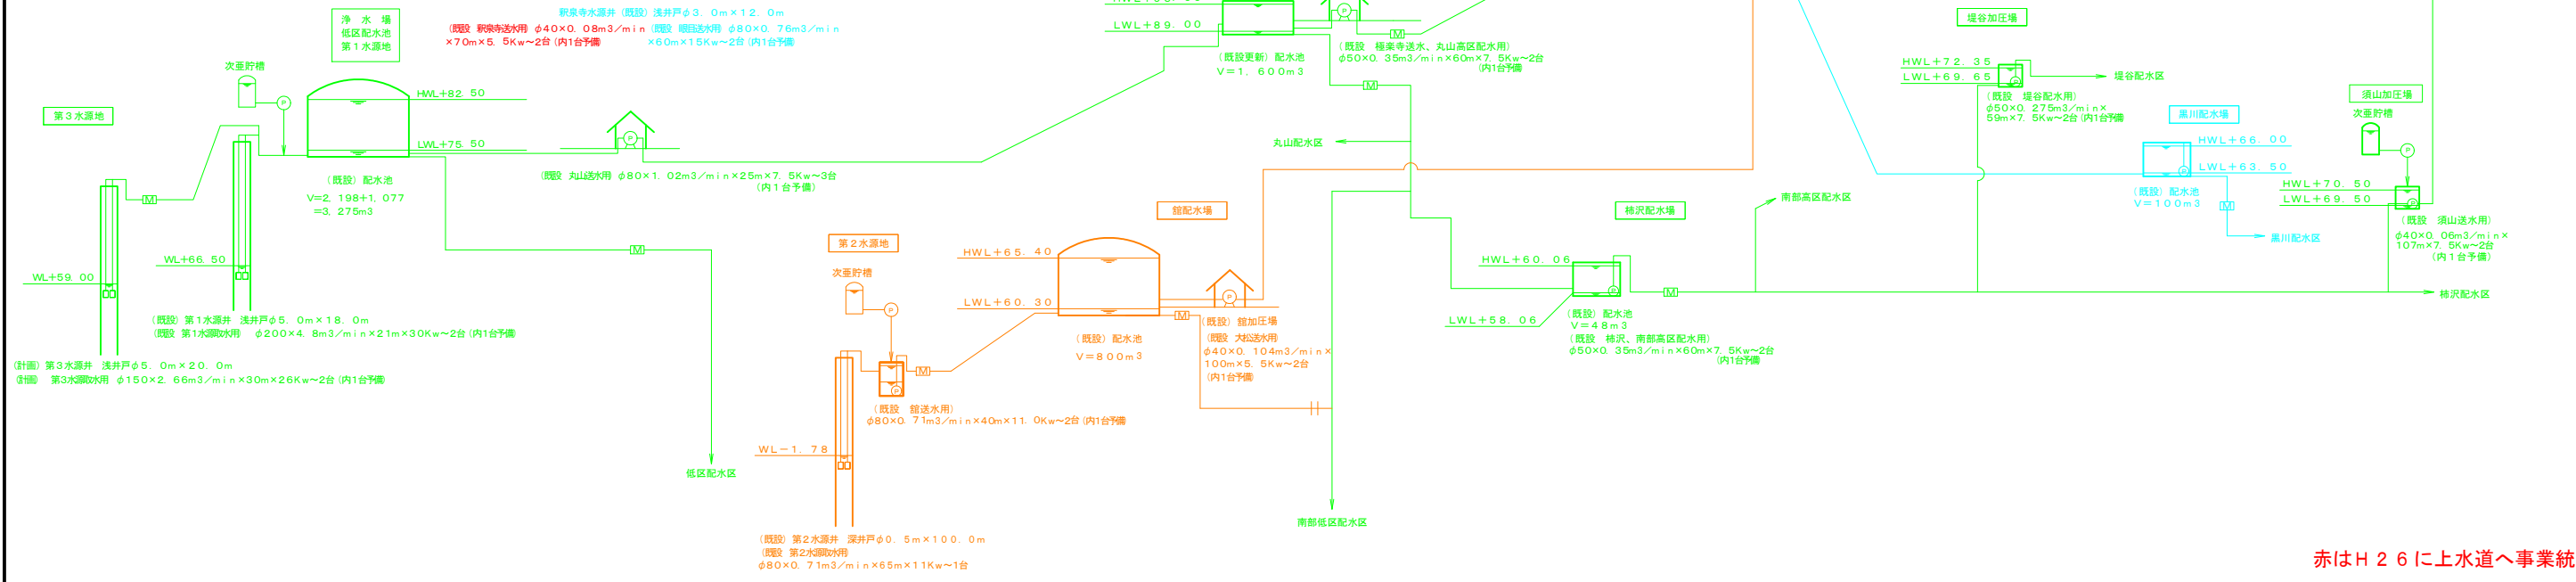 釈泉寺水源井（既設）浅井戸φ3．0m×12．0m
（既設　釈泉寺送水用）φ40×0．08m3／min
×70m×5．5Kw～2台（内1台予備）
（既設　眼目送水用）φ80×0．76m3／min
×60m×15Kw～2台（内1台予備）
浄　水　場
低区配水池
第１水源地
次亜貯槽
P
HWL+82．50
LWL+75．50
第３水源地
M
（既設）配水池
V=2，198+1，077
=3，275m3
WL+59．00
WL+66．50
（既設）第１水源井　浅井戸φ5．0m×18．0m
（既設　第１水源取水用）　φ200×4．8m3／min×21m×30Kw～2台（内1台予備）
（計画）第３水源井　浅井戸φ5．0m×20．0m
（計画）　第3水源取水用　φ150×2．66m3／min×30m×26Kw～2台（内1台予備）
P
（既設　丸山送水用）φ80×1．02m3／min×25m×7．5Kw～3台
（内１台予備）
M
低区配水区
LWL+89．00
（既設更新）配水池
V＝1，600m3
P
M
（既設　極楽寺送水、丸山高区配水用）
φ50×0．35m3／min×60m×7．5Kw～2台
（内1台予備）
M
丸山配水区
館配水場
第２水源地
次亜貯槽
P
HWL+65．40
LWL+60．30
P
M
（既設）館加圧場
（既設　大松送水用）
φ40×0．104m3／min×
100m×5．5Kw～2台
（内1台予備）
（既設）配水池
V＝800m3
P
M
（既設　館送水用）
φ80×0．71m3／min×40m×11．0Kw～2台（内1台予備）
WL－1．78
（既設）第２水源井　深井戸φ0．5m×100．0m
（既設　第2水源取水用）
φ80×0．71m3／min×65m×11Kw～1台
南部低区配水区
柿沢配水場
南部高区配水区
HWL+60．06
LWL+58．06
P
M
（既設）配水池
V＝48m3
（既設　柿沢、南部高区配水用）
φ50×0．35m3／min×60m×7．5Kw～2台
（内1台予備）
柿沢配水区
堤谷加圧場
HWL+72．35
LWL+69．65
P
堤谷配水区
（既設　堤谷配水用）
φ50×0．275m3／min×
59m×7．5Kw～2台（内1台予備）
黒川配水場
HWL+66．00
LWL+63．50
P
（既設）配水池
V＝100m3
M
黒川配水区
須山加圧場
次亜貯槽
P
HWL+70．50
LWL+69．50
P
（既設　須山送水用）
φ40×0．06m3／min×
107m×7．5Kw～2台
（内１台予備）
赤はＨ２６に上水道へ事業統